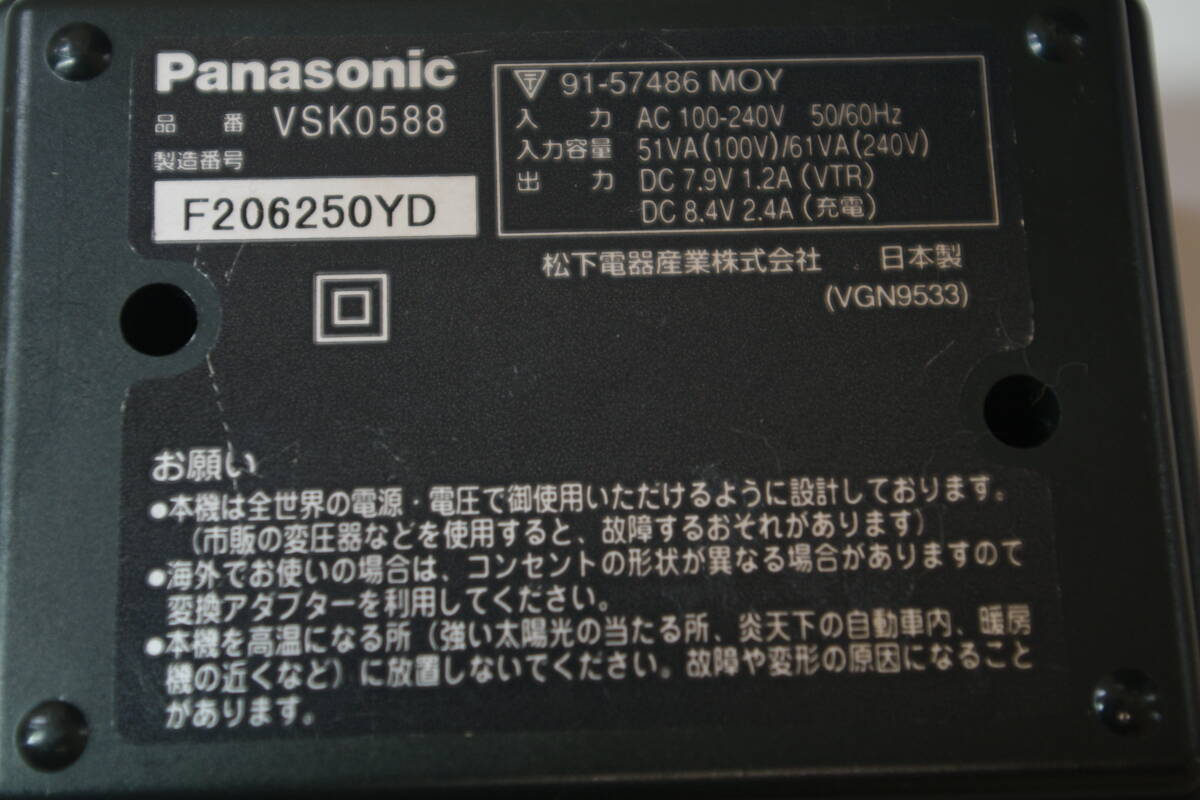 Panasonic
品番 VSK0588
製造番号
F206250YD
〒 91-57486 MOY
入力 AC 100-240V 50/60Hz
入力容量 51VA(100V)/61VA(240V)
出力 DC 7.9V 1.2A (VTR)
DC 8.4V 2.4A (充電)
松下電器産業株式会社 日本製
(VGN9533)
お願い
●本機は全世界の電源・電圧で御使用いただけるように設計しております。
(市販の変圧器などを使用すると、故障するおそれがあります)
●海外でお使いの場合は、コンセントの形状が異なる場合がありますので
変換アダプターを利用してください。
●本機を高温になる所(強い太陽光の当たる所、炎天下の自動車内、暖房
機の近くなど)に放置しないでください。故障や変形の原因になること
があります。